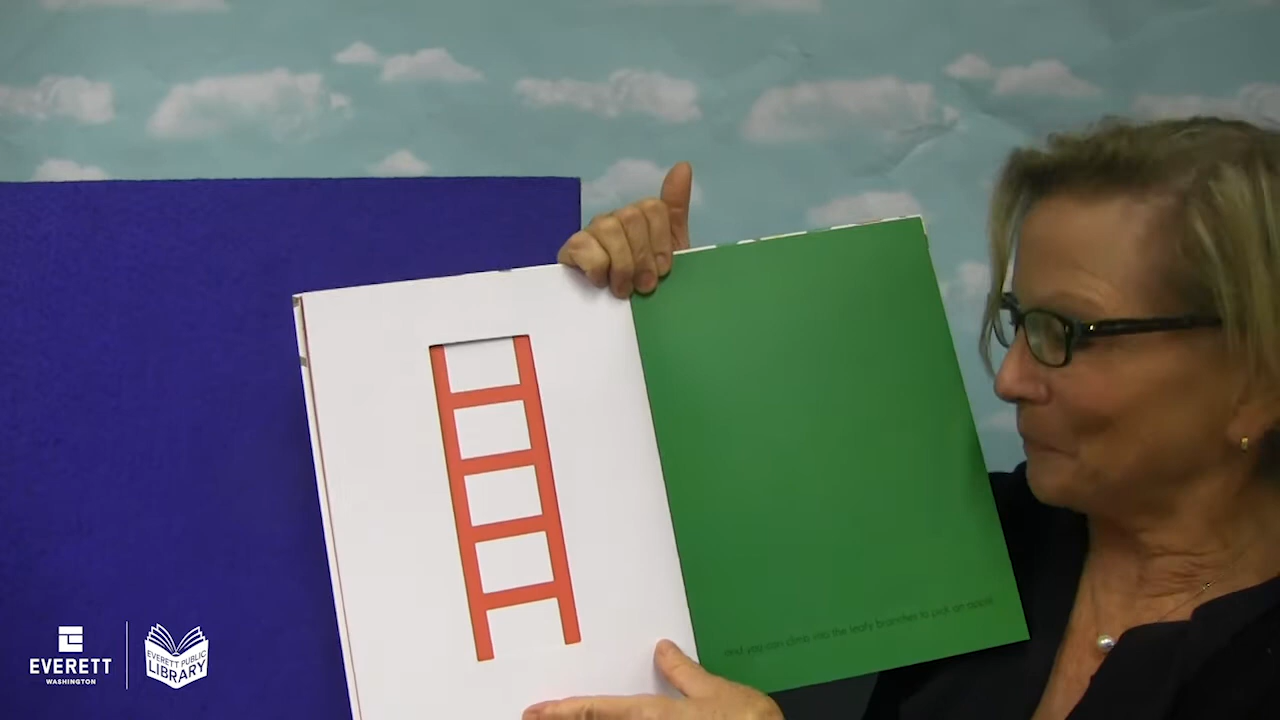 and you can climb into the leafy branches to pick an apple.
EVERETT
WASHINGTON
EVERETT PUBLIC
LIBRARY